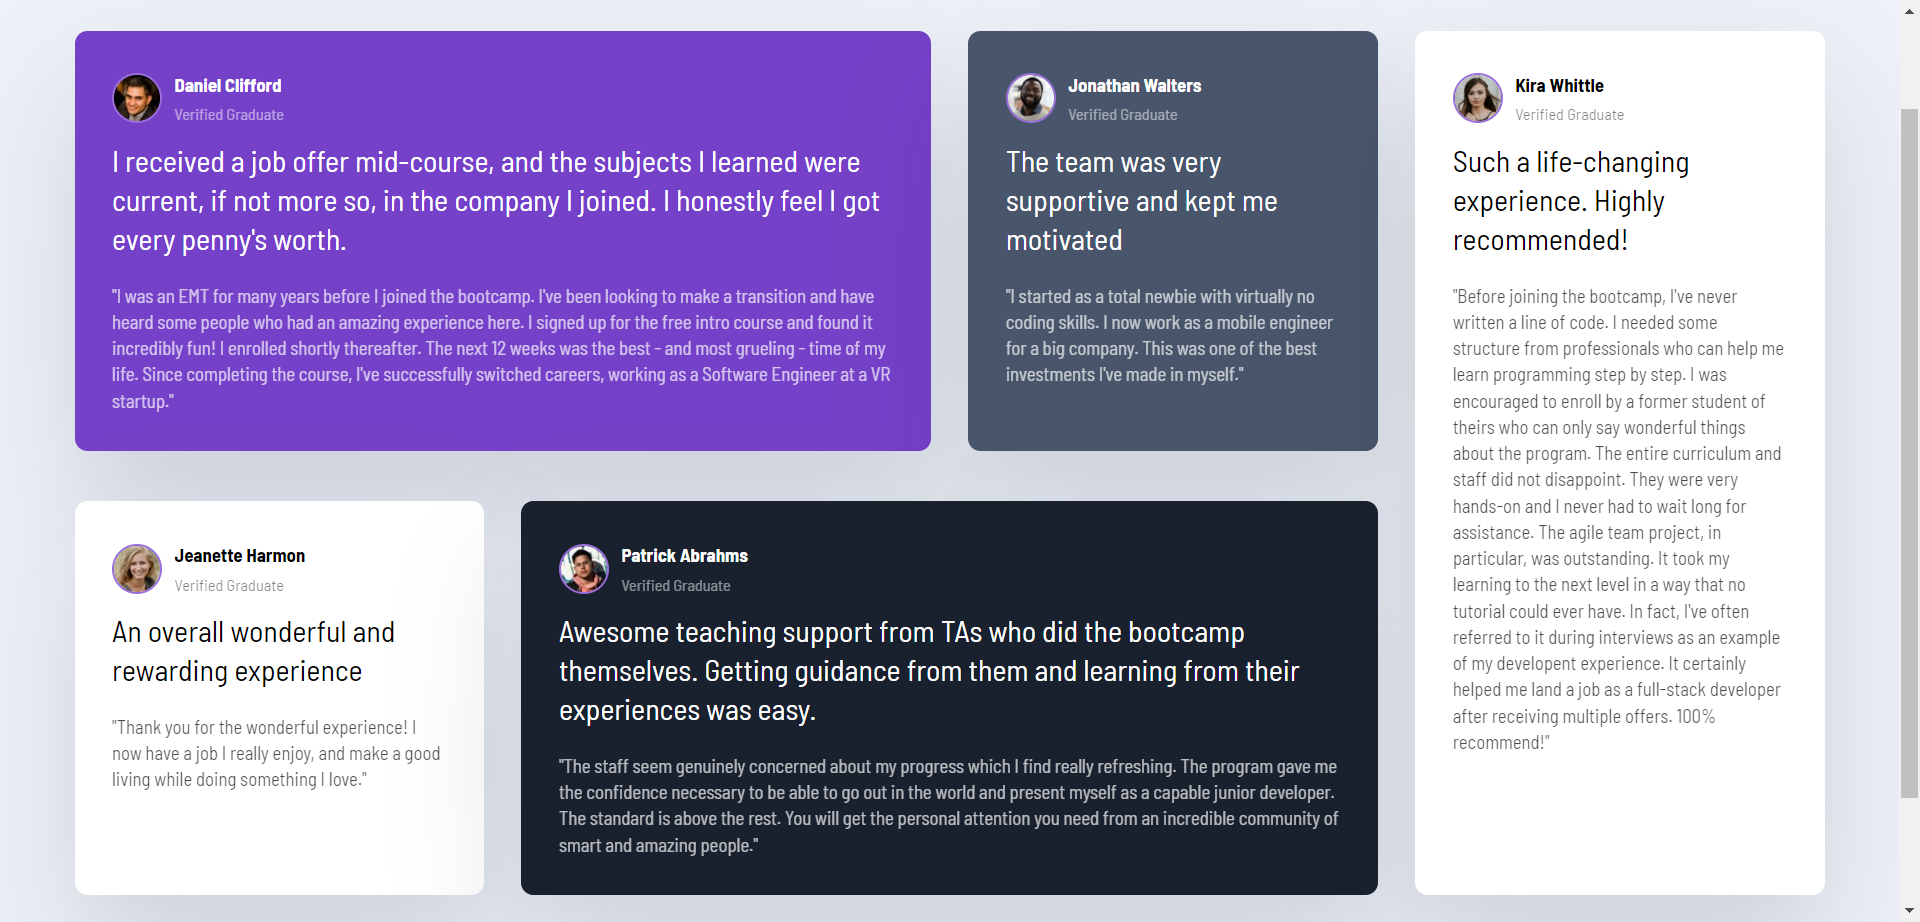 Daniel Clifford
Verified Graduate
I received a job offer mid-course, and the subjects I learned were
current, if not more so, in the company I joined. I honestly feel I got
every penny's worth.
"I was an EMT for many years before I joined the bootcamp. I've been looking to make a transition and have
heard some people who had an amazing experience here. I signed up for the free intro course and found it
incredibly fun! I enrolled shortly thereafter. The next 12 weeks was the best - and most grueling - time of my
life. Since completing the course, I've successfully switched careers, working as a Software Engineer at a VR
startup."
Jonathan Walters
Verified Graduate
The team was very
supportive and kept me
motivated
"I started as a total newbie with virtually no
coding skills. I now work as a mobile engineer
for a big company. This was one of the best
investments I've made in myself."
Kira Whittle
Verified Graduate
Such a life-changing
experience. Highly
recommended!
"Before joining the bootcamp, I've never
written a line of code. I needed some
structure from professionals who can help me
learn programming step by step. I was
encouraged to enroll by a former student of
theirs who can only say wonderful things
about the program. The entire curriculum and
staff did not disappoint. They were very
hands-on and I never had to wait long for
assistance. The agile team project, in
particular, was outstanding. It took my
learning to the next level in a way that no
tutorial could ever have. In fact, I've often
referred to it during interviews as an example
of my developent experience. It certainly
helped me land a job as a full-stack developer
after receiving multiple offers. 100%
recommend!"
Jeanette Harmon
Verified Graduate
An overall wonderful and
rewarding experience
"Thank you for the wonderful experience! I
now have a job I really enjoy, and make a good
living while doing something I love."
Patrick Abrahms
Verified Graduate
Awesome teaching support from TAs who did the bootcamp
themselves. Getting guidance from them and learning from their
experiences was easy.
"The staff seem genuinely concerned about my progress which I find really refreshing. The program gave me
the confidence necessary to be able to go out in the world and present myself as a capable junior developer.
The standard is above the rest. You will get the personal attention you need from an incredible community of
smart and amazing people."